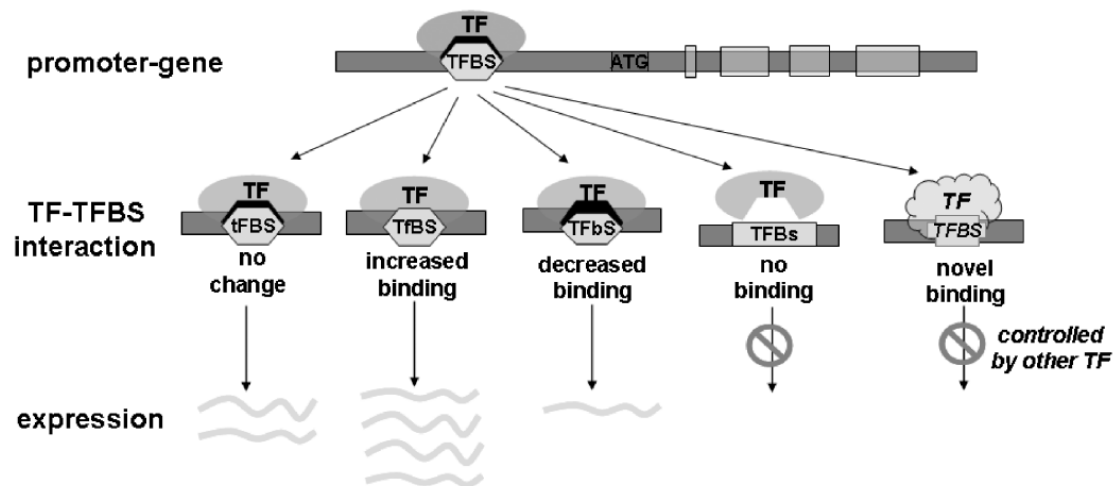 TF
promoter-gene
TFBS
ATG
TF-TFBS
interaction
TF
tFBS
no
change
TF
TfBS
increased
binding
TF
TFbS
decreased
binding
TF
TFBs
no
binding
TF
TFBS
novel
binding
controlled
by other TF
expression